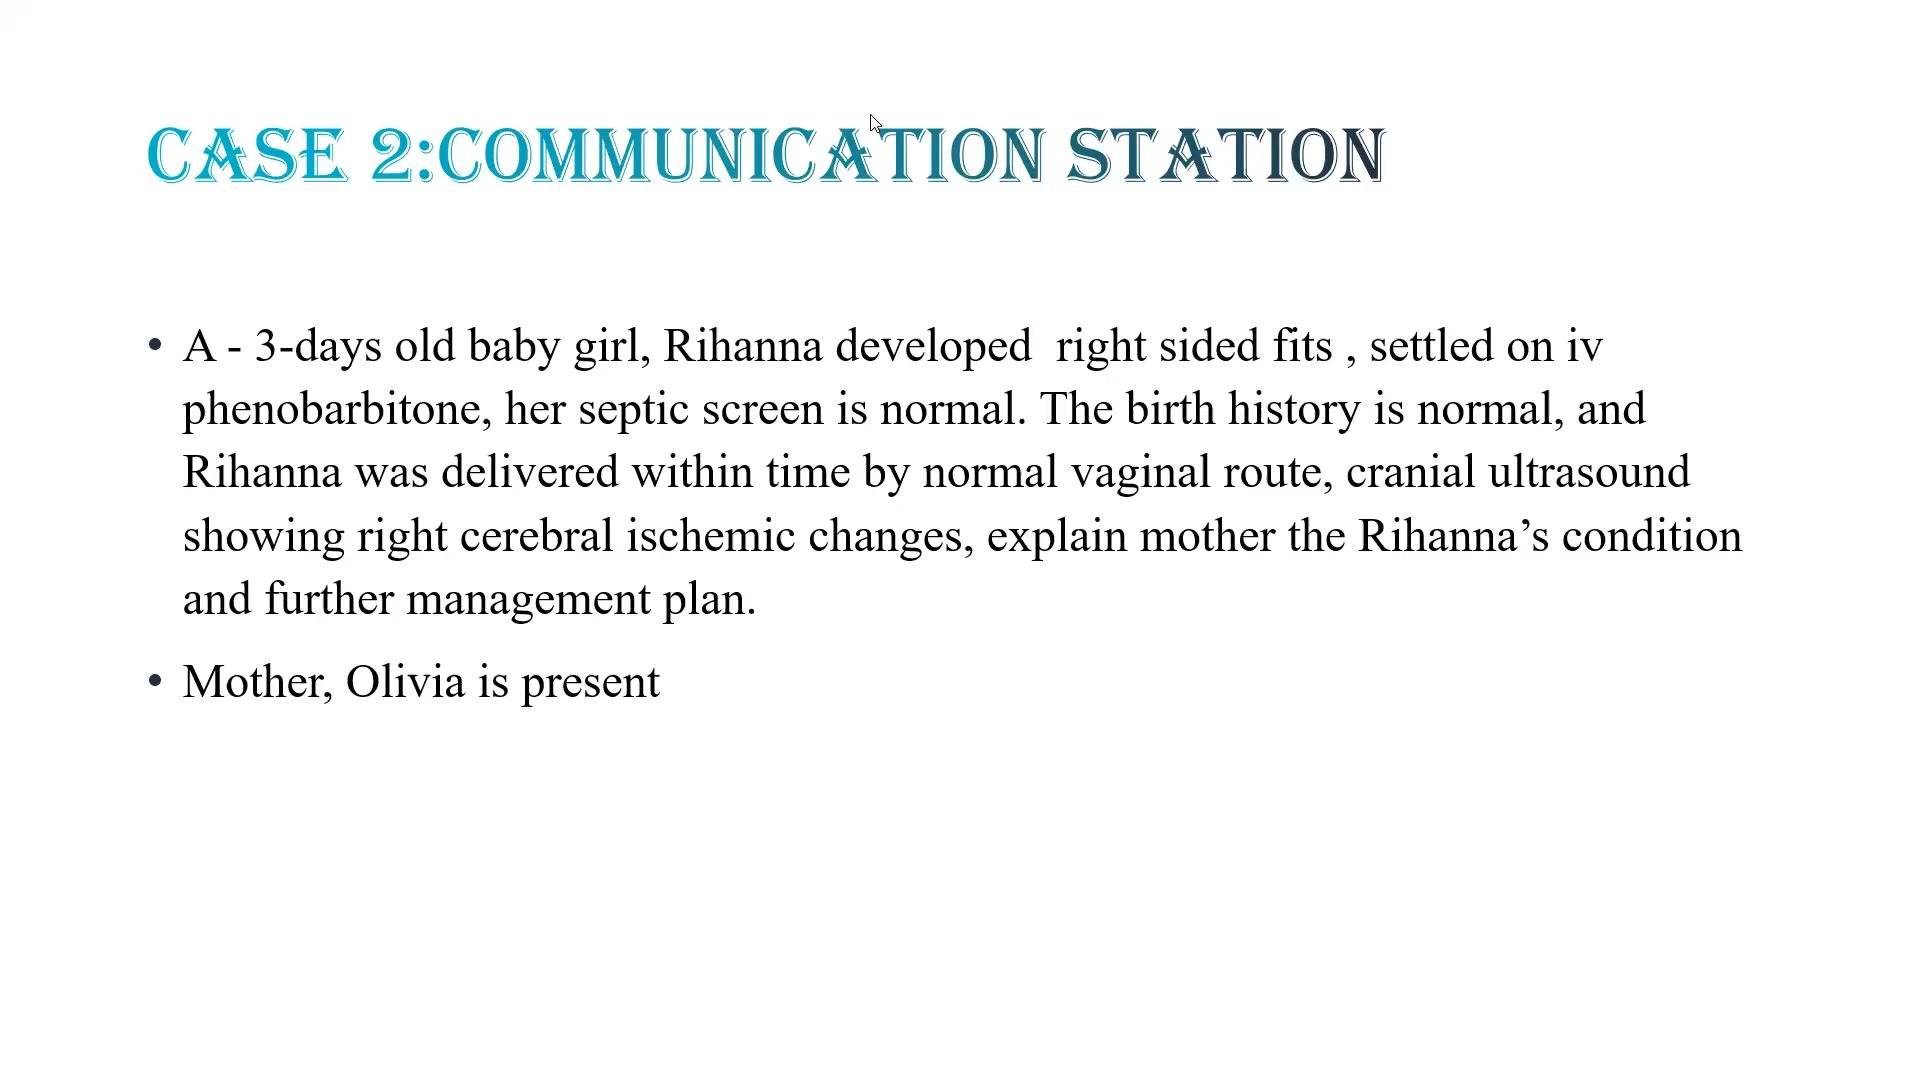 CASE 2:COMMUNICATION STATION
• A - 3-days old baby girl, Rihanna developed  right sided fits , settled on iv
phenobarbitone, her septic screen is normal. The birth history is normal, and
Rihanna was delivered within time by normal vaginal route, cranial ultrasound
showing right cerebral ischemic changes, explain mother the Rihanna’s condition
and further management plan.
• Mother, Olivia is present